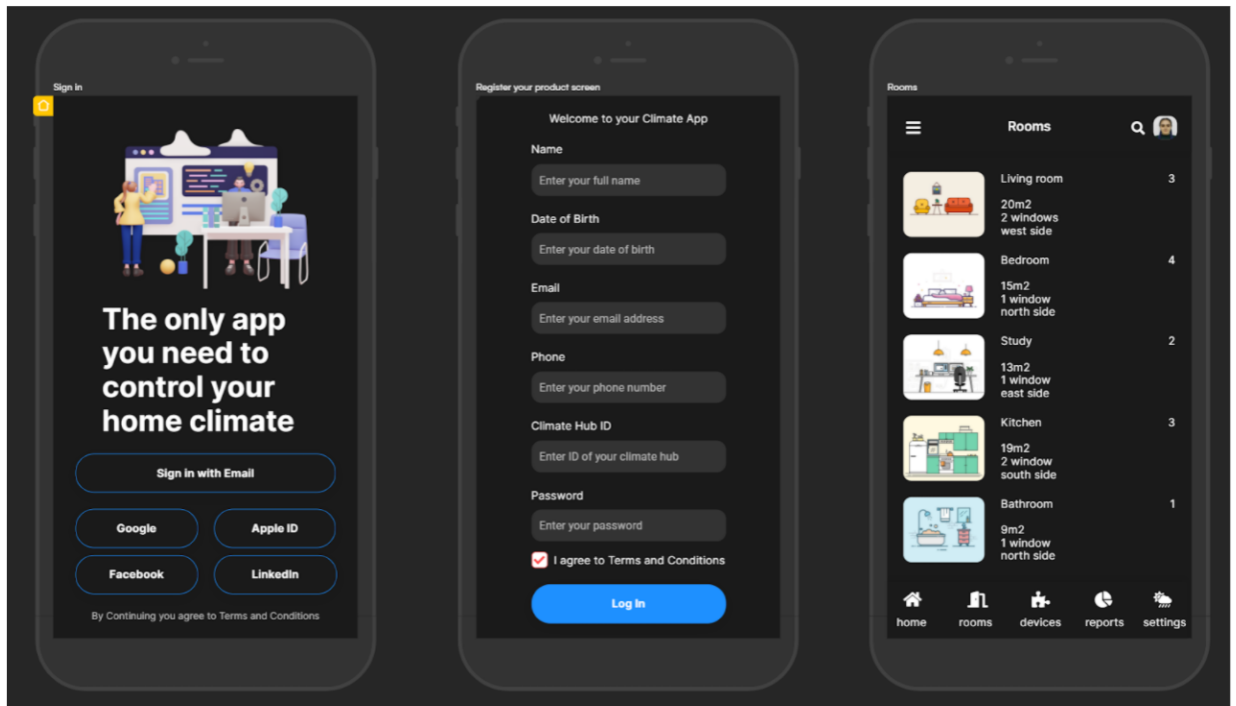 Sign in
The only app
you need to
control your
home climate
Sign in with Email
Google
Apple ID
Facebook
LinkedIn
By Continuing you agree to Terms and Conditions
Register your product screen
Welcome to your Climate App
Name
Enter your full name
Date of Birth
Enter your date of birth
Email
Enter your email address
Phone
Enter your phone number
Climate Hub ID
Enter ID of your climate hub
Password
Enter your password
I agree to Terms and Conditions
Log In
Rooms
Rooms
Living room 3
20m2
2 windows
west side
Bedroom 4
15m2
1 window
north side
Study 2
13m2
1 window
east side
Kitchen 3
19m2
2 window
south side
Bathroom 1
9m2
1 window
north side
home rooms devices reports settings